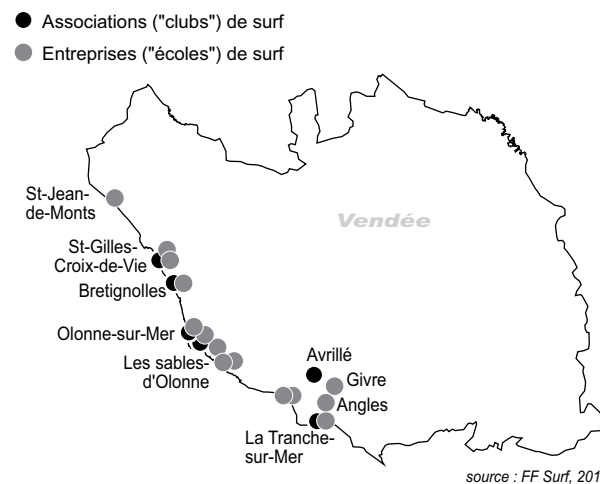 Associations ("clubs") de surf
Entreprises ("écoles") de surf
St-Jean-
de-Monts
Vendée
St-Gilles-
Croix-de-Vie
Bretignolles
Olonne-sur-Mer
Les sables-
d'Olonne
Avrillé
Givre
Angles
La Tranche-
sur-Mer
source : FF Surf, 201